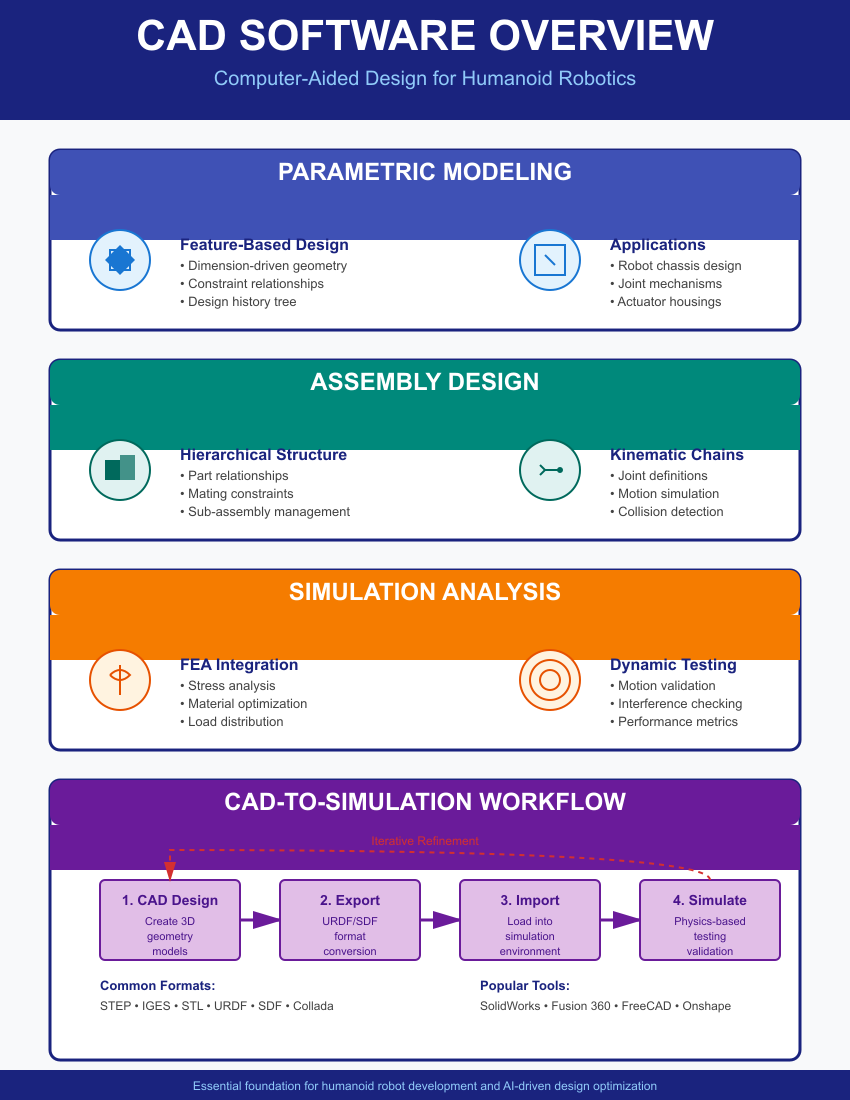 CAD SOFTWARE OVERVIEW
Computer-Aided Design for Humanoid Robotics
PARAMETRIC MODELING
Feature-Based Design
• Dimension-driven geometry
• Constraint relationships
• Design history tree
Applications
• Robot chassis design
• Joint mechanisms
• Actuator housings
ASSEMBLY DESIGN
Hierarchical Structure
• Part relationships
• Mating constraints
• Sub-assembly management
Kinematic Chains
• Joint definitions
• Motion simulation
• Collision detection
SIMULATION ANALYSIS
FEA Integration
• Stress analysis
• Material optimization
• Load distribution
Dynamic Testing
• Motion validation
• Interference checking
• Performance metrics
CAD-TO-SIMULATION WORKFLOW
Iterative Refinement
1. CAD Design
Create 3D
geometry
models
2. Export
URDF/SDF
format
conversion
3. Import
Load into
simulation
environment
4. Simulate
Physics-based
testing
validation
Common Formats:
STEP • IGES • STL • URDF • SDF • Collada
Popular Tools:
SolidWorks • Fusion 360 • FreeCAD • Onshape
Essential foundation for humanoid robot development and AI-driven design optimization